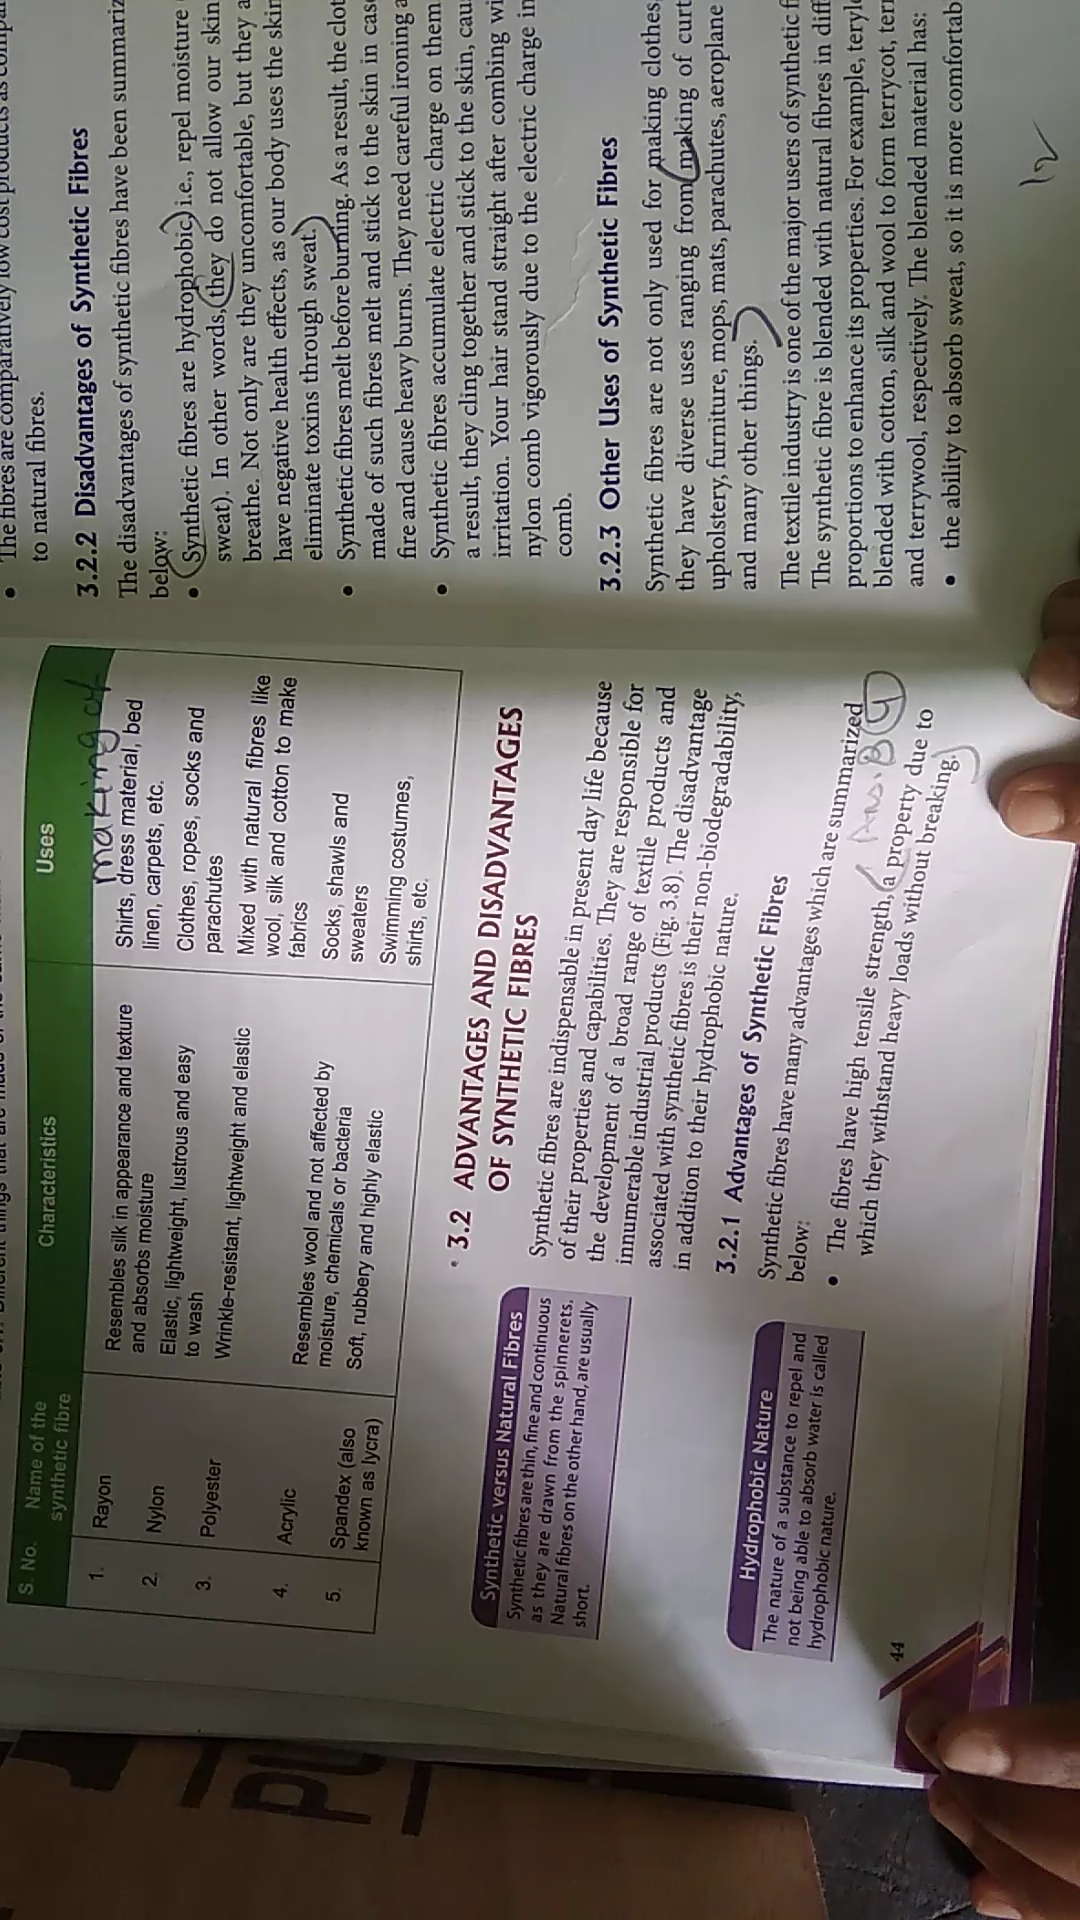 S. No.
Name of the
synthetic fibre
Characteristics
Uses
making of
1.
Rayon
Resembles silk in appearance and texture
and absorbs moisture
Shirts, dress material, bed
linen, carpets, etc.
2.
Nylon
Elastic, lightweight, lustrous and easy
to wash
Clothes, ropes, socks and
parachutes
3.
Polyester
Wrinkle-resistant, lightweight and elastic
Mixed with natural fibres like
wool, silk and cotton to make
fabrics
4.
Acrylic
Resembles wool and not affected by
moisture, chemicals or bacteria
Socks, shawls and
sweaters
5.
Spandex (also
known as lycra)
Soft, rubbery and highly elastic
Swimming costumes,
shirts, etc.
3.2 ADVANTAGES AND DISADVANTAGES
OF SYNTHETIC FIBRES
Synthetic versus Natural Fibres
Synthetic fibres are thin, fine and continuous
as they are drawn from the spinnerets.
Natural fibres on the other hand, are usually
short.
Synthetic fibres are indispensable in present day life because
of their properties and capabilities. They are responsible for
the development of a broad range of textile products and
innumerable industrial products (Fig. 3.8). The disadvantage
associated with synthetic fibres is their non-biodegradability,
in addition to their hydrophobic nature.
3.2.1 Advantages of Synthetic Fibres
Hydrophobic Nature
The nature of a substance to repel and
not being able to absorb water is called
hydrophobic nature.
Synthetic fibres have many advantages which are summarized
below:
Ans. B
• The fibres have high tensile strength, a property due to
which they withstand heavy loads without breaking.
44
• The fibres are comparatively low cost products as
to natural fibres.
3.2.2 Disadvantages of Synthetic Fibres
The disadvantages of synthetic fibres have been summariz
below:
• Synthetic fibres are hydrophobic, i.e., repel moisture
sweat). In other words, they do not allow our skin
breathe. Not only are they uncomfortable, but they a
have negative health effects, as our body uses the skin
eliminate toxins through sweat.
• Synthetic fibres melt before burning. As a result, the clot
made of such fibres melt and stick to the skin in case
fire and cause heavy burns. They need careful ironing a
• Synthetic fibres accumulate electric charge on them
a result, they cling together and stick to the skin, cau
irritation. Your hair stand straight after combing wi
nylon comb vigorously due to the electric charge in
comb.
3.2.3 Other Uses of Synthetic Fibres
Synthetic fibres are not only used for making clothes,
they have diverse uses ranging from making of curt
upholstery, furniture, mops, mats, parachutes, aeroplane
and many other things.
The textile industry is one of the major users of synthetic f
The synthetic fibre is blended with natural fibres in diff
proportions to enhance its properties. For example, teryl
blended with cotton, silk and wool to form terrycot, ter
and terrywool, respectively. The blended material has:
• the ability to absorb sweat, so it is more comfortab